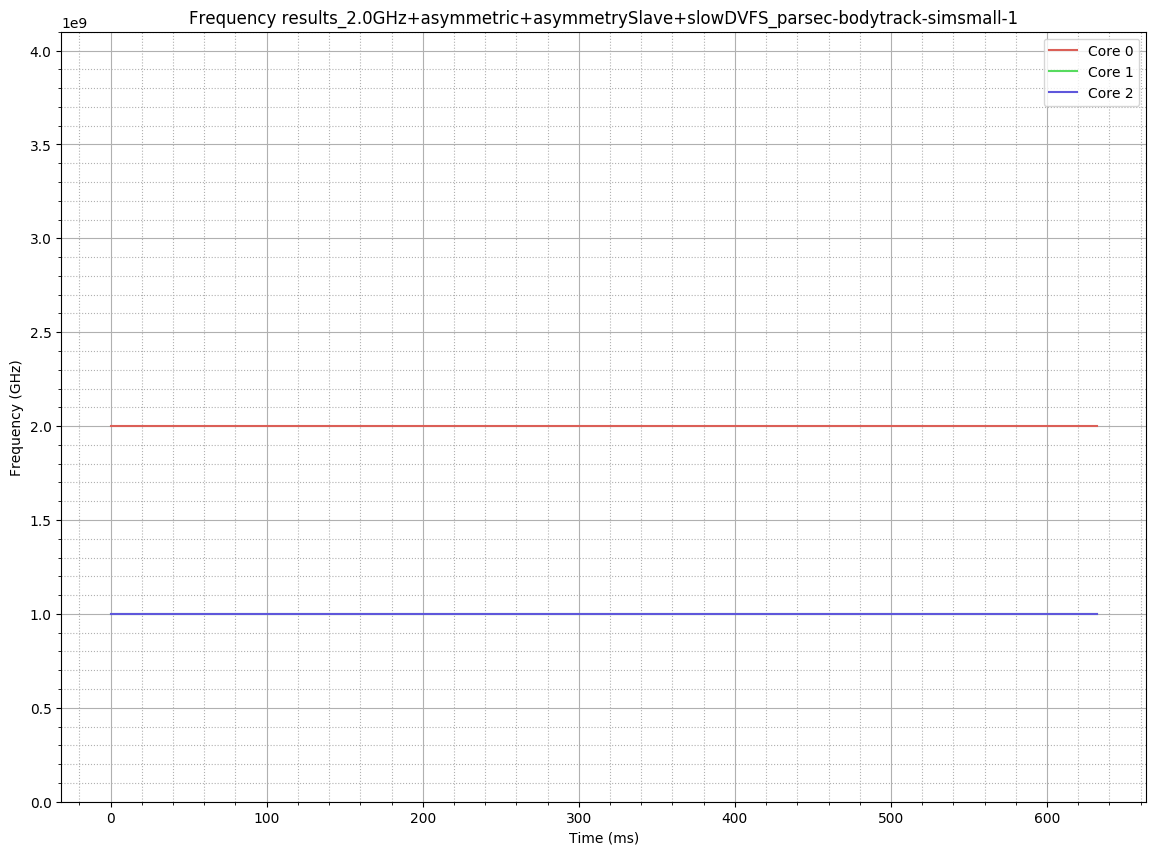 Frequency results_2.0GHz+asymmetric+asymmetrySlave+slowDVFS_parsec-bodytrack-simsmall-1
1e9
Core 0
Core 1
Core 2
4.0
3.5
3.0
2.5
2.0
1.5
1.0
0.5
0.0
Frequency (GHz)
0 100 200 300 400 500 600
Time (ms)